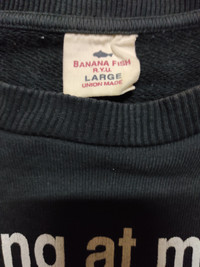 BANANA FISH
R.Y.U.
LARGE
UNION MADE
ng at m